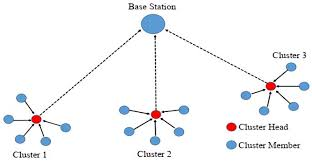 Base Station
Cluster 3
Cluster Head
Cluster Member
Cluster 1
Cluster 2